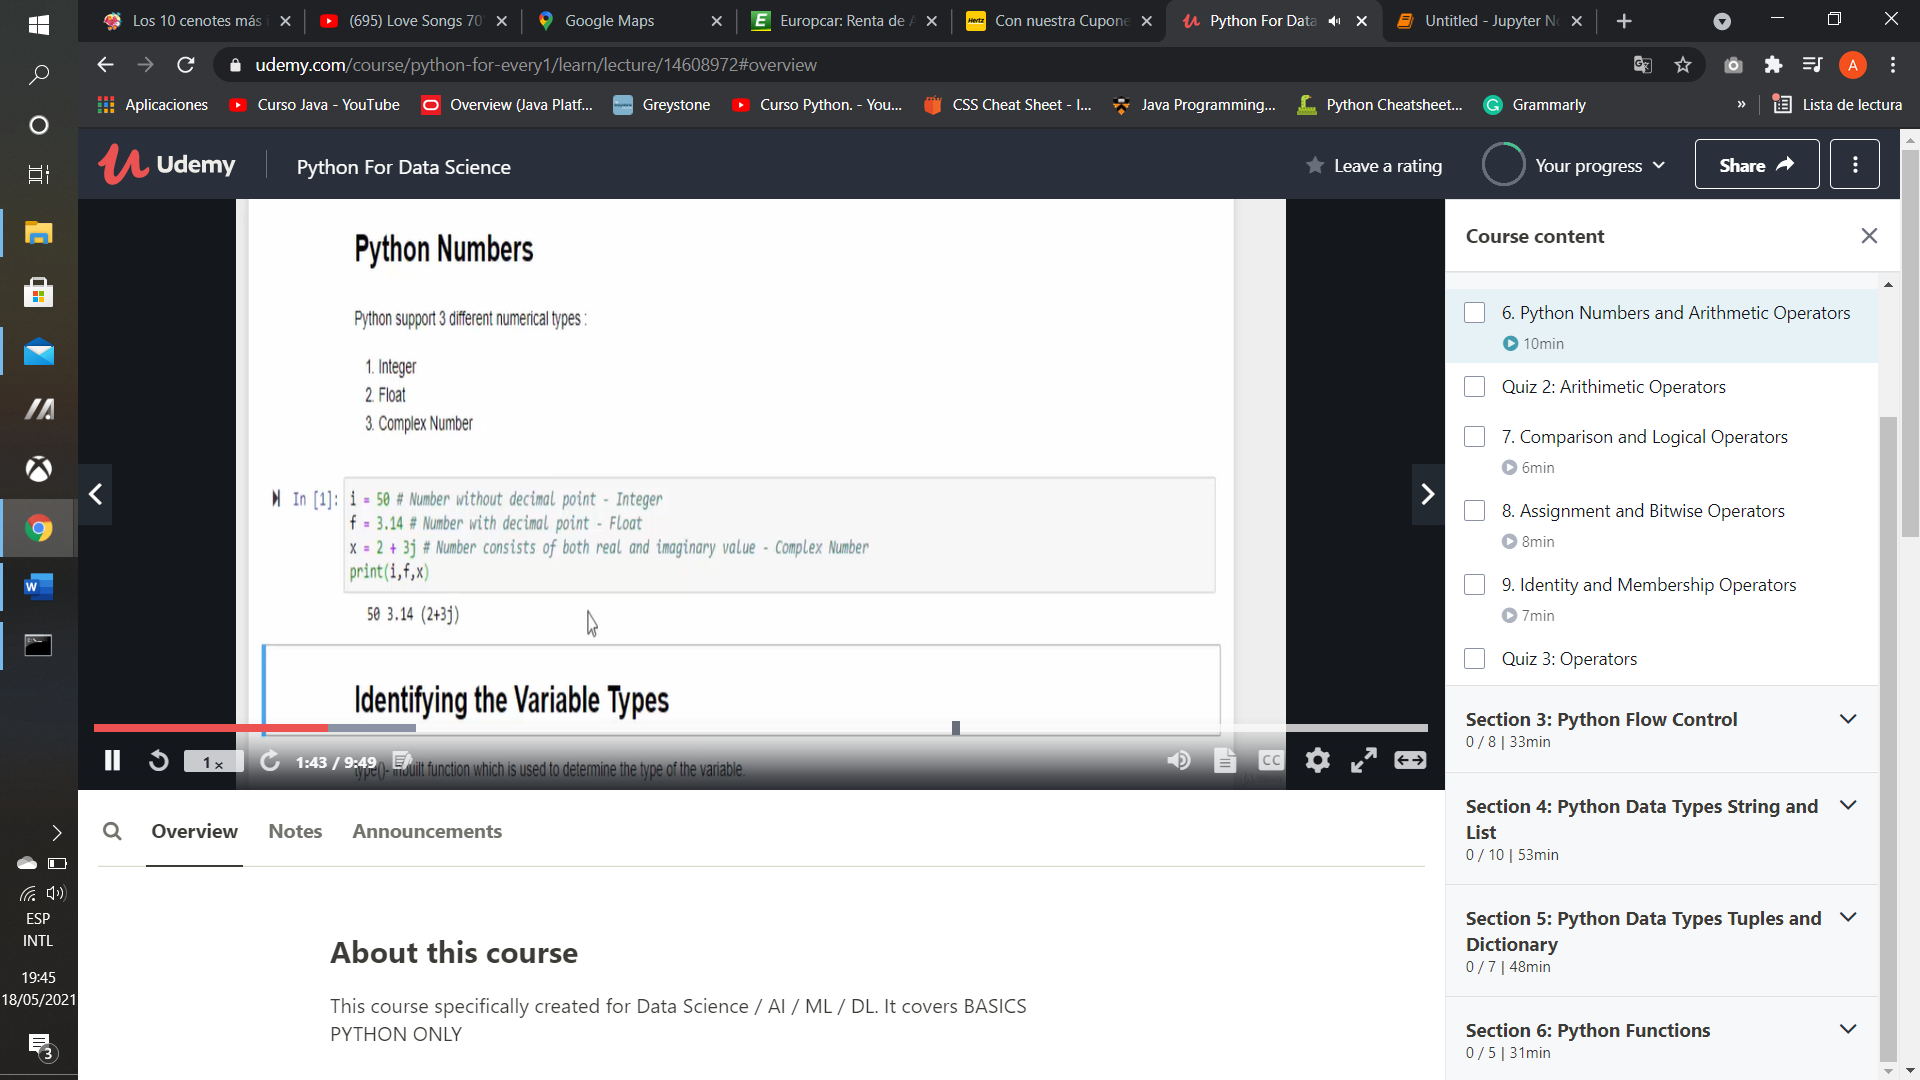 Los 10 cenotes más
(695) Love Songs 70
Google Maps
Europcar: Renta de A
Con nuestra Cupone
Python For Data
Untitled - Jupyter No
udemy.com/course/python-for-every1/learn/lecture/14608972#overview
A
Aplicaciones
Curso Java - YouTube
Overview (Java Platf...
Greystone
Curso Python. - You...
CSS Cheat Sheet - I...
Java Programming...
Python Cheatsheet...
Grammarly
»
Lista de lectura
Udemy
Python For Data Science
Leave a rating
Your progress
Share
Python Numbers
Python support 3 different numerical types :
1. Integer
2. Float
3. Complex Number
In [1]:
i = 50 # Number without decimal point - Integer
f = 3.14 # Number with decimal point - Float
x = 2 + 3j # Number consists of both real and imaginary value - Complex Number
print(i,f,x)
50 3.14 (2+3j)
Identifying the Variable Types
type()- inbuilt function which is used to determine the type of the variable.
1 x
1:43 / 9:49
CC
Course content
6. Python Numbers and Arithmetic Operators
10min
Quiz 2: Arithimetic Operators
7. Comparison and Logical Operators
6min
8. Assignment and Bitwise Operators
8min
9. Identity and Membership Operators
7min
Quiz 3: Operators
Section 3: Python Flow Control
0 / 8 | 33min
Section 4: Python Data Types String and
List
0 / 10 | 53min
Section 5: Python Data Types Tuples and
Dictionary
0 / 7 | 48min
Section 6: Python Functions
0 / 5 | 31min
Overview
Notes
Announcements
About this course
This course specifically created for Data Science / AI / ML / DL. It covers BASICS
PYTHON ONLY
ESP
INTL
19:45
18/05/2021
3